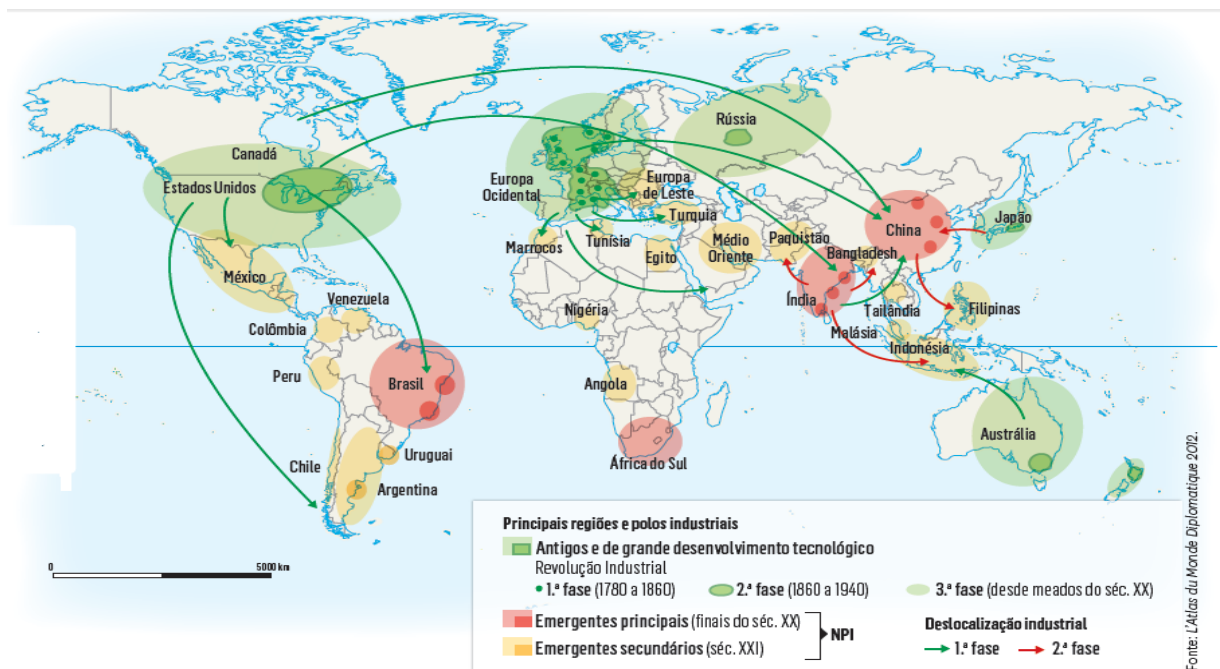 Canadá
Estados Unidos
México
Venezuela
Colômbia
Peru
Brasil
Chile
Uruguai
Argentina
Europa
Ocidental
Europa
de Leste
Rússia
Turquia
Marrocos
Tunísia
Egito
Médio
Oriente
Paquistão
Bangladesh
China
Japão
Nigéria
Angola
África do Sul
Índia
Tailândia
Malásia
Filipinas
Indonésia
Austrália
0 5000 km
Principais regiões e polos industriais
Antigos e de grande desenvolvimento tecnológico
Revolução Industrial
1.ª fase (1780 a 1860) 2.ª fase (1860 a 1940) 3.ª fase (desde meados do séc. XX)
Emergentes principais (finais do séc. XX)
Emergentes secundários (séc. XXI)
NPI
Deslocalização industrial
1.ª fase 2.ª fase
Fonte: L'Atlas du Monde Diplomatique 2012.